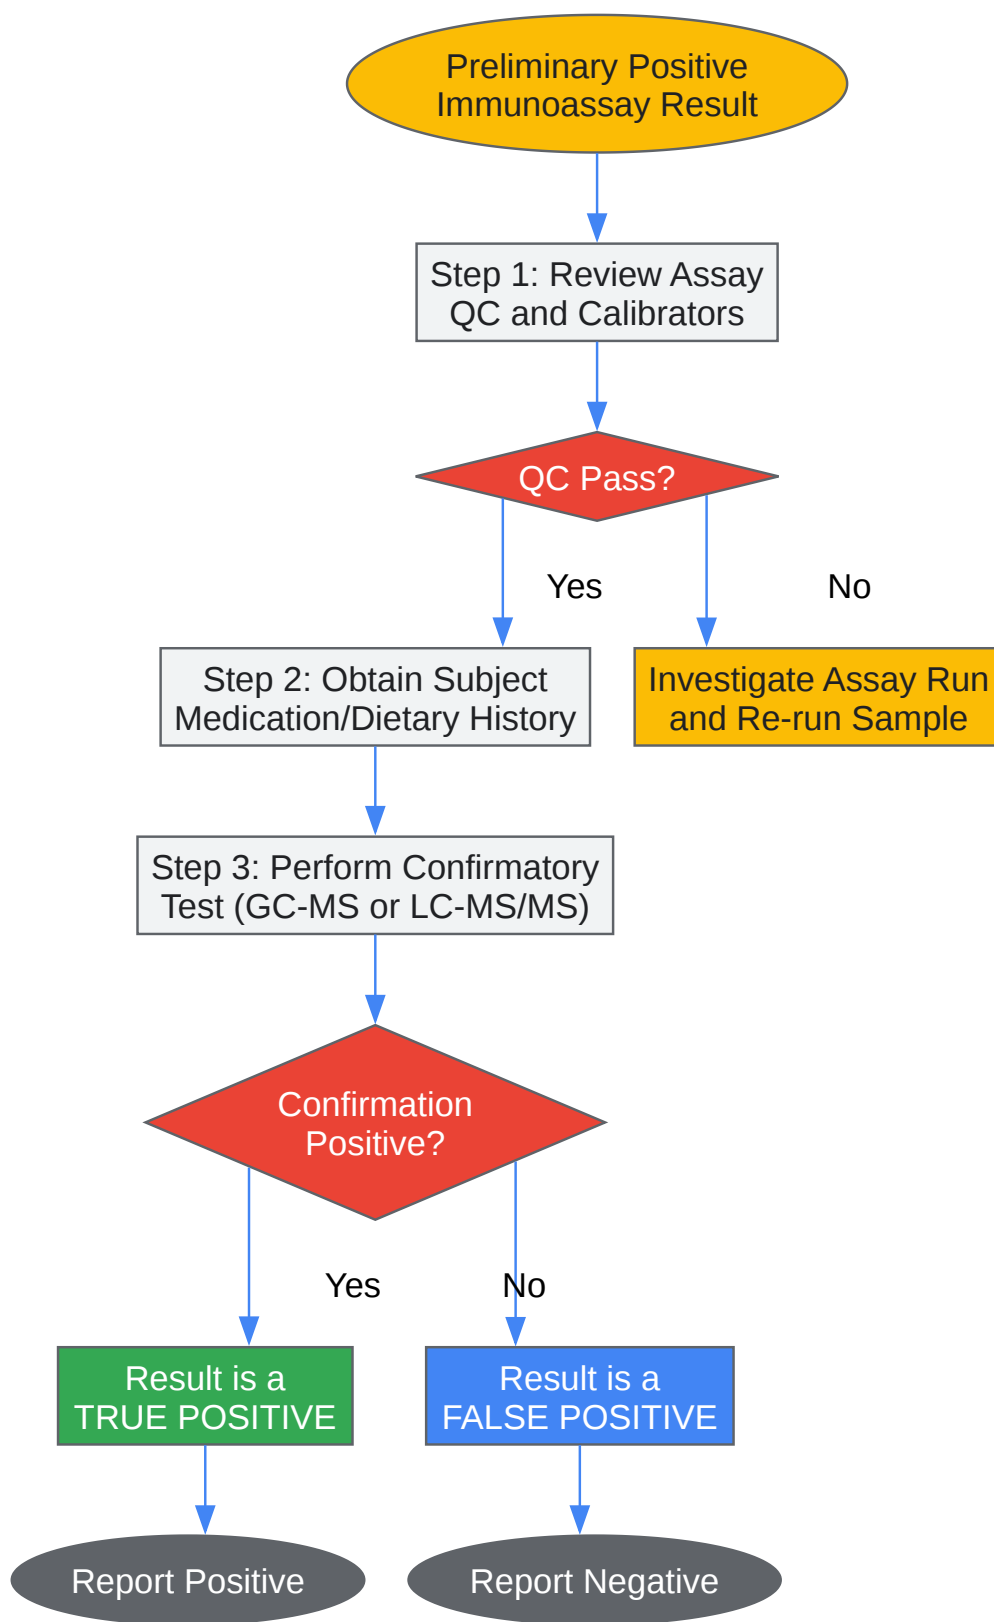 Preliminary Positive
Immunoassay Result
Step 1: Review Assay
QC and Calibrators
QC Pass?
Yes
No
Step 2: Obtain Subject
Medication/Dietary History
Investigate Assay Run
and Re-run Sample
Step 3: Perform Confirmatory
Test (GC-MS or LC-MS/MS)
Confirmation
Positive?
Yes
No
Result is a
TRUE POSITIVE
Result is a
FALSE POSITIVE
Report Positive
Report Negative